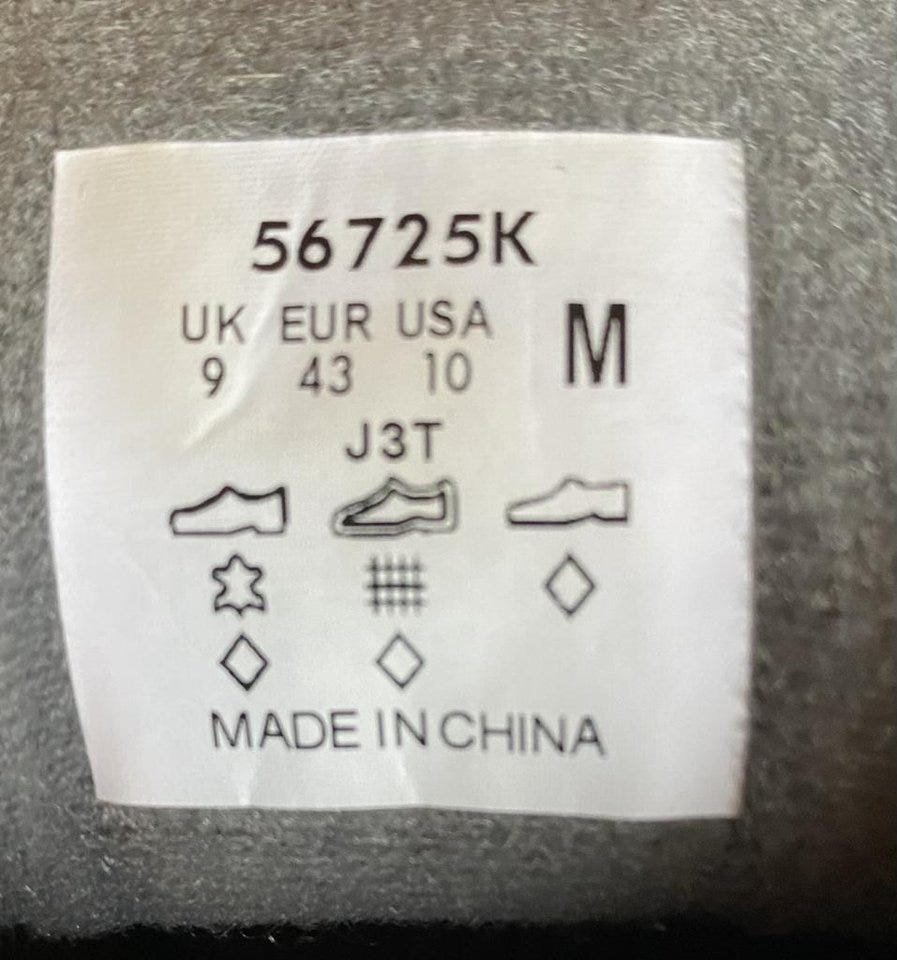 56725K
UK EUR USA M
9 43 10
J3T
MADE IN CHINA